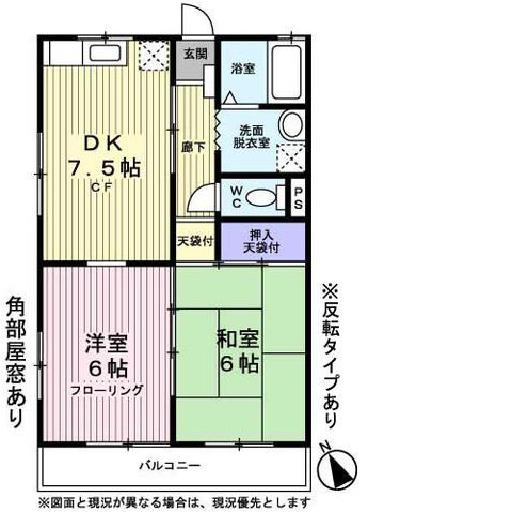 玄関
浴室
DK
7.5帖
CF
廊下
洗面
脱衣室
WC
PS
天袋付
押入
天袋付
洋室
6帖
フローリング
和室
6帖
角部屋窓あり
※反転タイプあり
バルコニー
N
※図面と現況が異なる場合は、現況優先とします